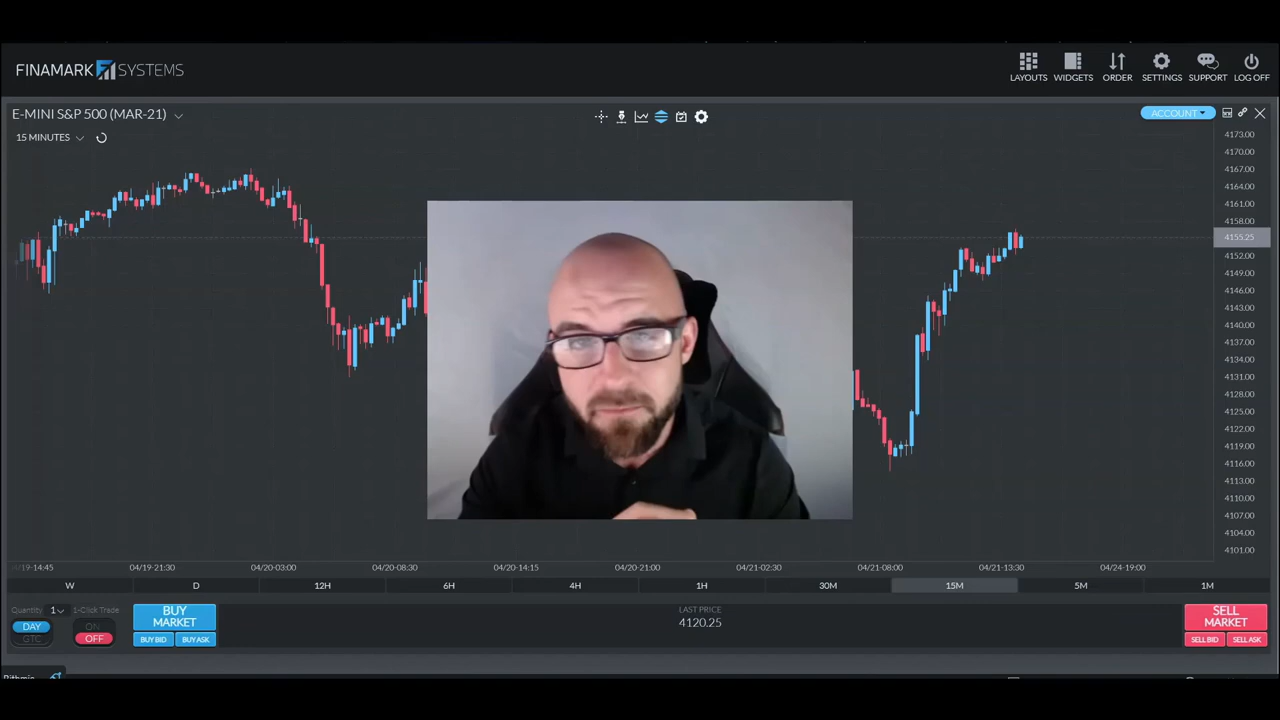 FINAMARK SYSTEMS
LAYOUTS WIDGETS ORDER SETTINGS SUPPORT LOG OFF
E-MINI S&P 500 (MAR-21)
ACCOUNT
15 MINUTES
4173.00
4170.00
4167.00
4164.00
4161.00
4158.00
4155.25
4152.00
4149.00
4146.00
4143.00
4140.00
4137.00
4134.00
4131.00
4128.00
4125.00
4122.00
4119.00
4116.00
4113.00
4110.00
4107.00
4104.00
4101.00
04/19-21:30 04/20-03:00 04/20-08:30 04/20-14:15 04/20-21:00 04/21-02:30 04/21-08:00 04/21-13:30 04/24-19:00
W D 12H 6H 4H 1H 30M 15M 5M 1M
Quantity 1 1-Click Trade
DAY
GTC
ON
OFF
BUY
MARKET
BUY BID BUY ASK
LAST PRICE
4120.25
SELL
MARKET
SELL BID SELL ASK